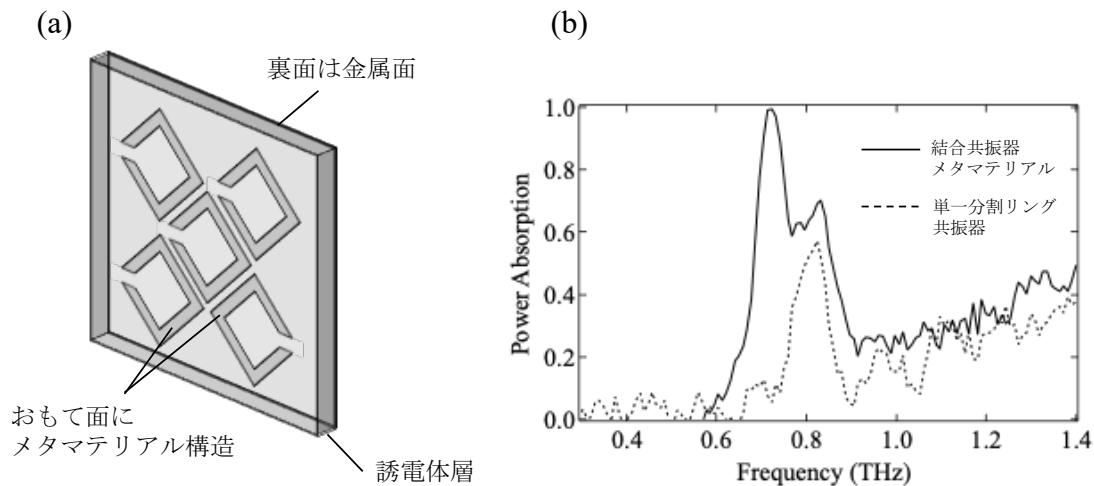 (a)
裏面は金属面
おもて面に
メタマテリアル構造
誘電体層
(b)
1.0
0.8
0.6
0.4
0.2
0.0
Power Absorption
結合共振器
メタマテリアル
単一分割リング
共振器
0.4 0.6 0.8 1.0 1.2 1.4
Frequency (THz)